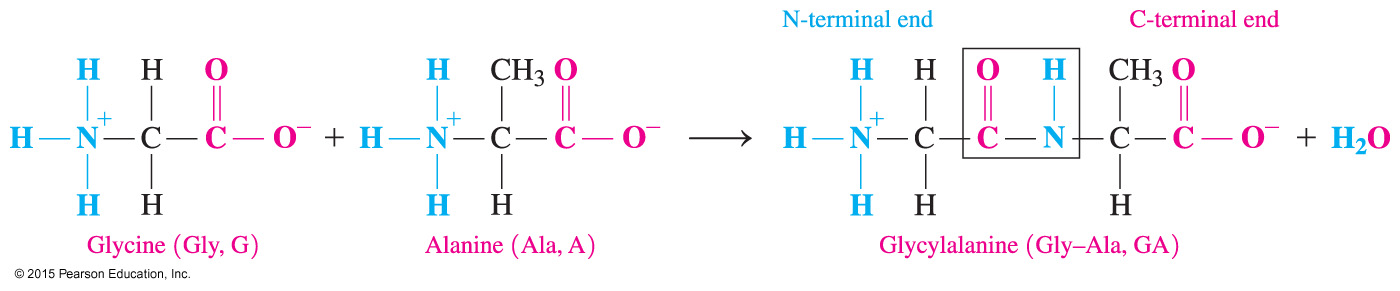 N-terminal end C-terminal end
H H O H CH₃ O H O H CH₃ O
H—N⁺—C—C—O⁻ + H—N⁺—C—C—O⁻ ⟶ H—N⁺—C—C—N—C—C—O⁻ + H₂O
H H H H H H H
Glycine (Gly, G) Alanine (Ala, A) Glycylalanine (Gly–Ala, GA)
© 2015 Pearson Education, Inc.